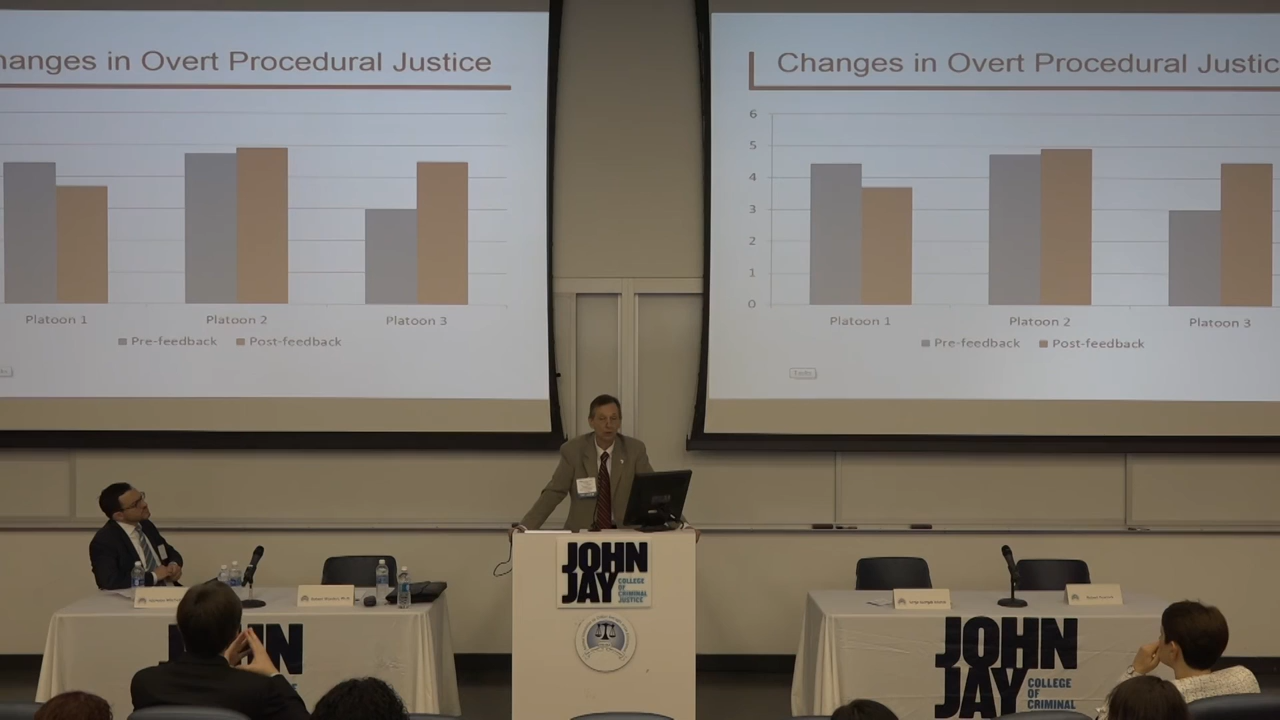 hanges in Overt Procedural Justice
Platoon 1
Platoon 2
Platoon 3
Pre-feedback
Post-feedback
Changes in Overt Procedural Justic
6
5
4
3
2
1
0
Platoon 1
Platoon 2
Platoon 3
Pre-feedback
Post-feedback
JOHN
JAY
COLLEGE
OF
CRIMINAL
JUSTICE
JOHN
JAY
COLLEGE
OF
CRIMINAL